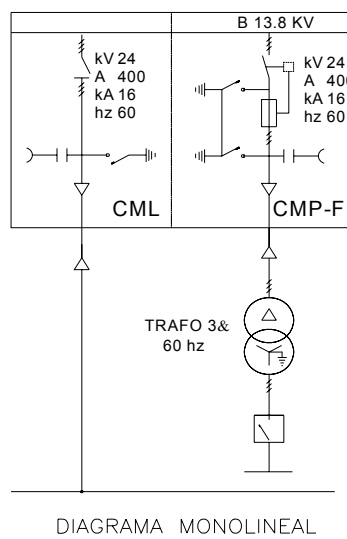 B 13.8 KV
kV 24
A 400
kA 16
hz 60
kV 24
A 400
kA 16
hz 60
CML
CMP-F
TRAFO 3&
60 hz
DIAGRAMA MONOLINEAL